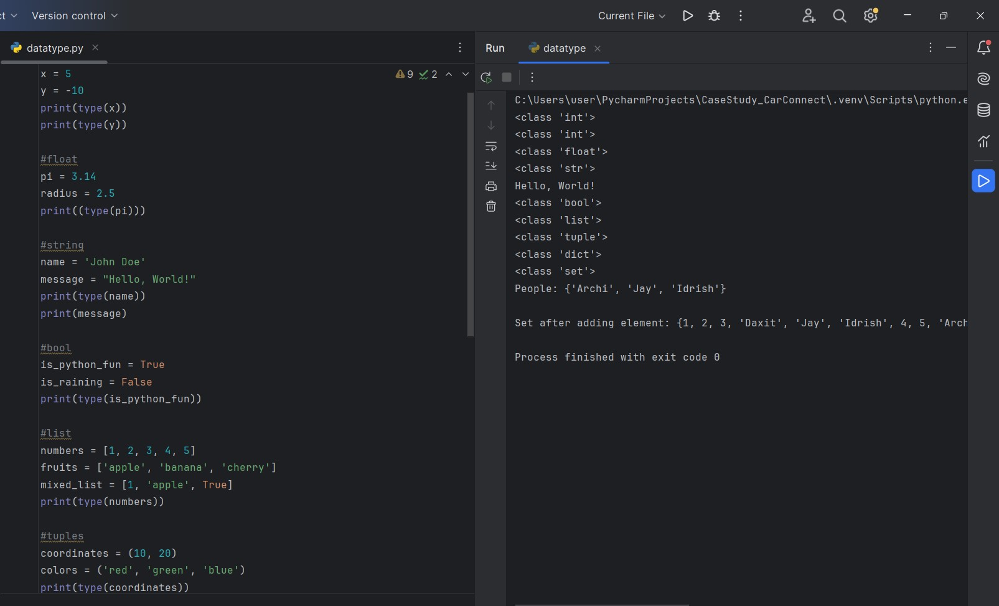 ct Version control Current File
datatype.py
Run datatype
9 2
x = 5
y = -10
print(type(x))
print(type(y))
#float
pi = 3.14
radius = 2.5
print((type(pi)))
#string
name = 'John Doe'
message = "Hello, World!"
print(type(name))
print(message)
#bool
is_python_fun = True
is_raining = False
print(type(is_python_fun))
#list
numbers = [1, 2, 3, 4, 5]
fruits = ['apple', 'banana', 'cherry']
mixed_list = [1, 'apple', True]
print(type(numbers))
#tuples
coordinates = (10, 20)
colors = ('red', 'green', 'blue')
print(type(coordinates))
C:\Users\user\PycharmProjects\CaseStudy_CarConnect\.venv\Scripts\python.e
<class 'int'>
<class 'int'>
<class 'float'>
<class 'str'>
Hello, World!
<class 'bool'>
<class 'list'>
<class 'tuple'>
<class 'dict'>
<class 'set'>
People: {'Archi', 'Jay', 'Idrish'}
Set after adding element: {1, 2, 3, 'Daxit', 'Jay', 'Idrish', 4, 5, 'Arch
Process finished with exit code 0